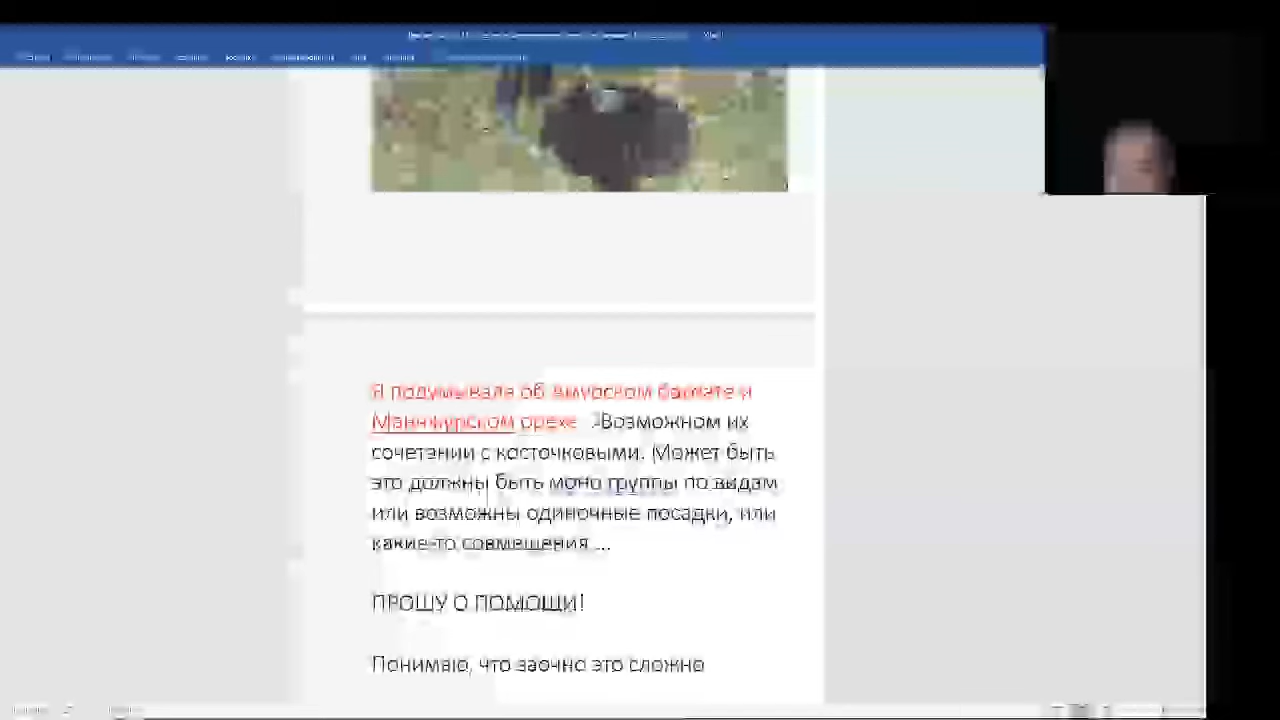 Я подумывала об амурском бархате и
Манчжурском орехе. Возможном их
сочетании с косточковыми. (Может быть
это должны быть моно группы по видам
или возможны одиночные посадки, или
какие-то совмещения ...
ПРОШУ О ПОМОЩИ!
Понимаю, что заочно это сложно